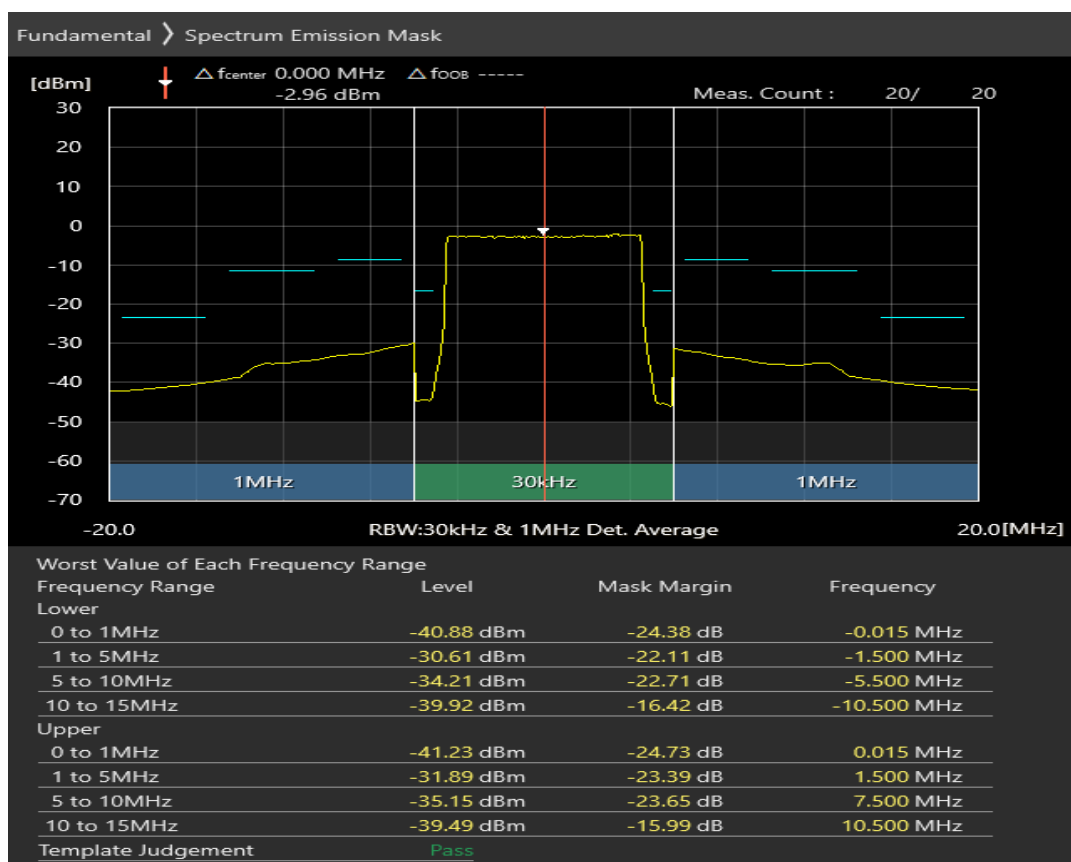 Fundamental ❯ Spectrum Emission Mask
[dBm] △ fcenter 0.000 MHz △ fOOB -----
-2.96 dBm Meas. Count : 20/ 20
30
20
10
0
-10
-20
-30
-40
-50
-60
1MHz 30kHz 1MHz
-70
-20.0 RBW:30kHz & 1MHz Det. Average 20.0[MHz]
Worst Value of Each Frequency Range
Frequency Range Level Mask Margin Frequency
Lower
0 to 1MHz -40.88 dBm -24.38 dB -0.015 MHz
1 to 5MHz -30.61 dBm -22.11 dB -1.500 MHz
5 to 10MHz -34.21 dBm -22.71 dB -5.500 MHz
10 to 15MHz -39.92 dBm -16.42 dB -10.500 MHz
Upper
0 to 1MHz -41.23 dBm -24.73 dB 0.015 MHz
1 to 5MHz -31.89 dBm -23.39 dB 1.500 MHz
5 to 10MHz -35.15 dBm -23.65 dB 7.500 MHz
10 to 15MHz -39.49 dBm -15.99 dB 10.500 MHz
Template Judgement Pass